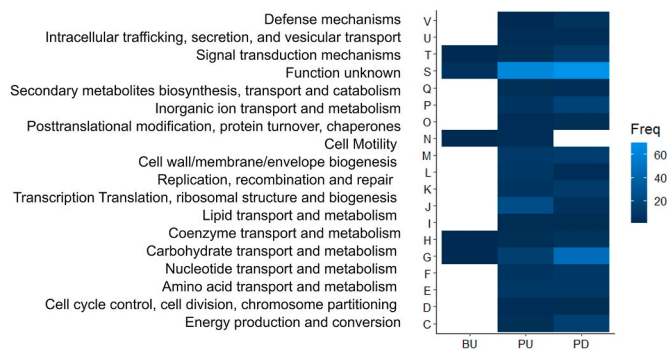 Defense mechanisms
Intracellular trafficking, secretion, and vesicular transport
Signal transduction mechanisms
Function unknown
Secondary metabolites biosynthesis, transport and catabolism
Inorganic ion transport and metabolism
Posttranslational modification, protein turnover, chaperones
Cell Motility
Cell wall/membrane/envelope biogenesis
Replication, recombination and repair
Transcription Translation, ribosomal structure and biogenesis
Lipid transport and metabolism
Coenzyme transport and metabolism
Carbohydrate transport and metabolism
Nucleotide transport and metabolism
Amino acid transport and metabolism
Cell cycle control, cell division, chromosome partitioning
Energy production and conversion
V
U
T
S
Q
P
O
N
M
L
K
J
I
H
G
F
E
D
C
BU PU PD
Freq
60
40
20